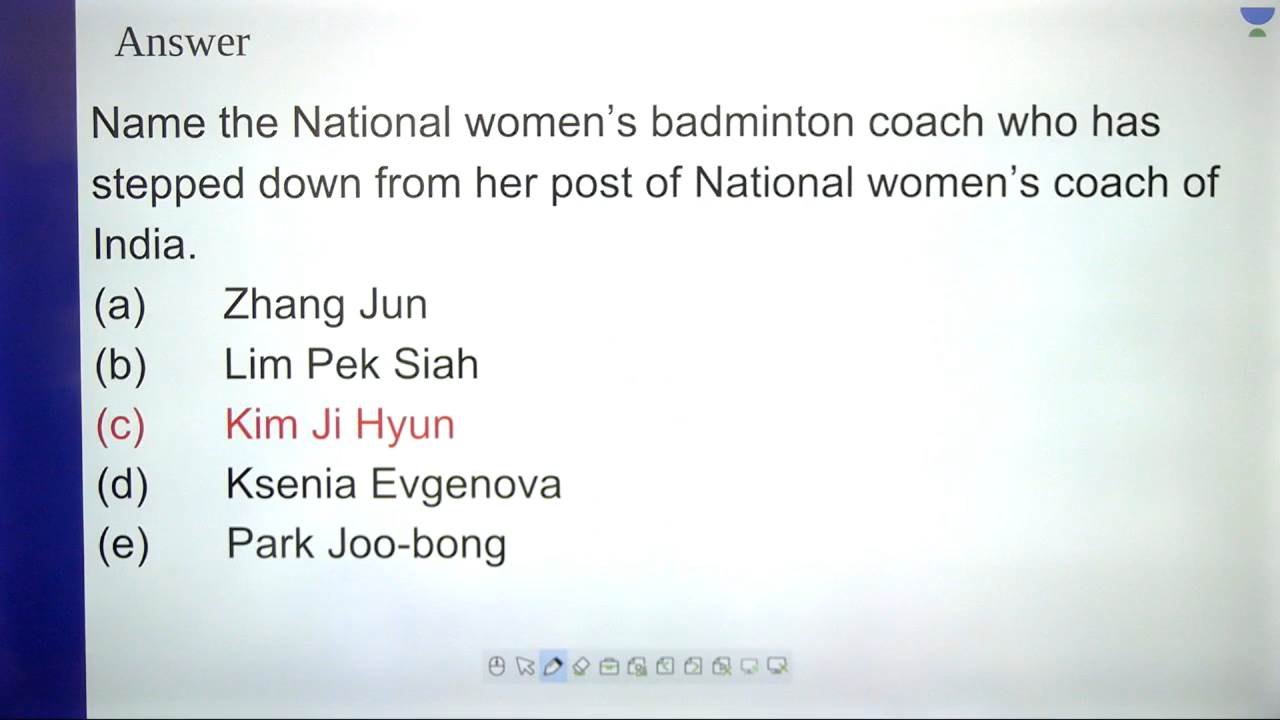 Answer
Name the National women's badminton coach who has
stepped down from her post of National women's coach of
India.
(a) Zhang Jun
(b) Lim Pek Siah
(c) Kim Ji Hyun
(d) Ksenia Evgenova
(e) Park Joo-bong